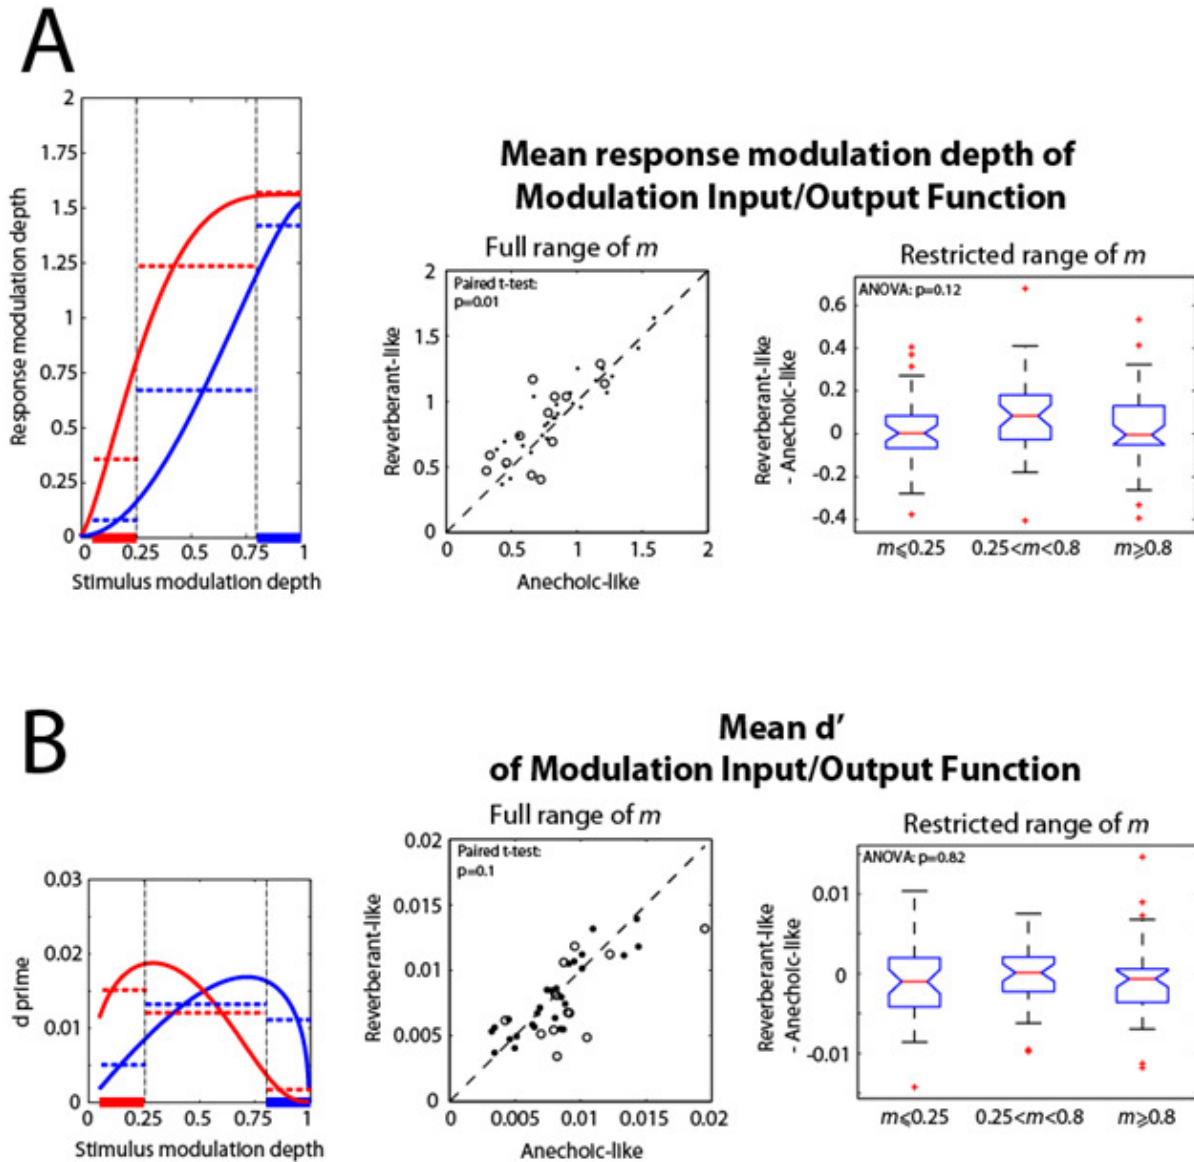 A
Mean response modulation depth of
Modulation Input/Output Function
Response modulation depth
2
1.75
1.5
1.25
1
0.75
0.5
0.25
0
0 0.25 0.5 0.75 1
Stimulus modulation depth
Full range of m
Paired t-test:
p=0.01
Reverberant-like
2
1.5
1
0.5
0
0 0.5 1 1.5 2
Anechoic-like
Restricted range of m
ANOVA: p=0.12
Reverberant-like
- Anechoic-like
0.6
0.4
0.2
0
-0.2
-0.4
m⩽0.25 0.25<m<0.8 m⩾0.8
B
Mean d’
of Modulation Input/Output Function
d prime
0.03
0.02
0.01
0
0 0.25 0.5 0.75 1
Stimulus modulation depth
Full range of m
Paired t-test:
p=0.1
Reverberant-like
0.02
0.015
0.01
0.005
0
0 0.005 0.01 0.015 0.02
Anechoic-like
Restricted range of m
ANOVA: p=0.82
Reverberant-like
- Anechoic-like
0.01
0
-0.01
m⩽0.25 0.25<m<0.8 m⩾0.8